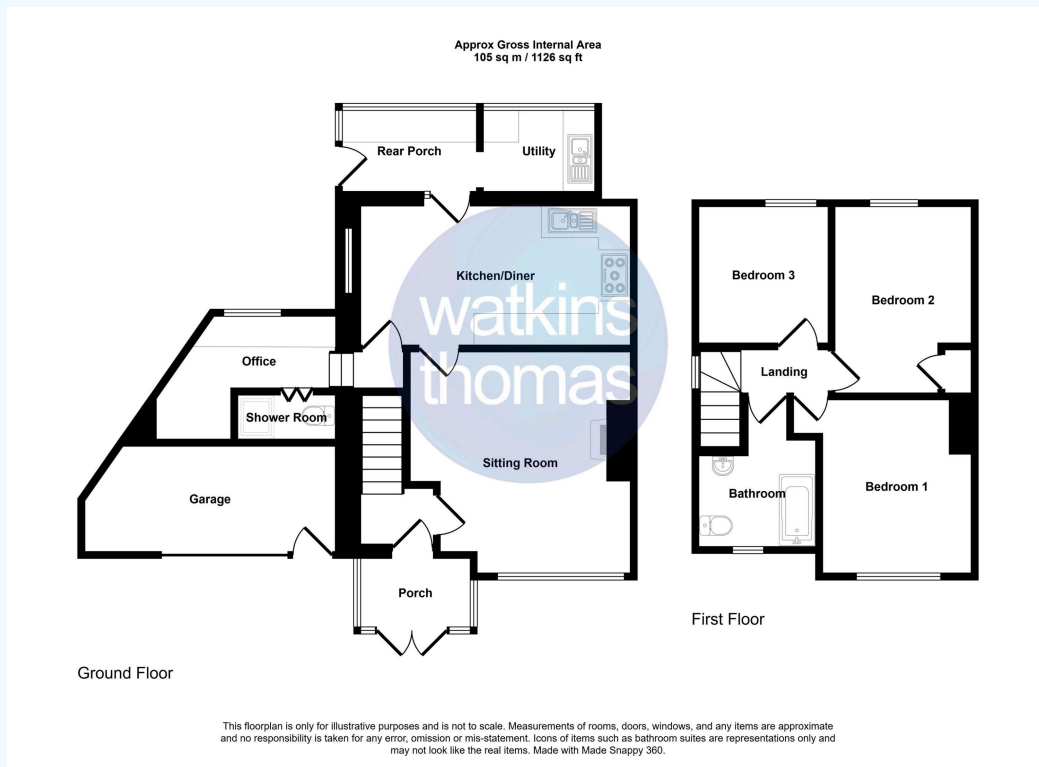 Approx Gross Internal Area
105 sq m / 1126 sq ft
Rear Porch
Utility
Kitchen/Diner
watkins
thomas
Office
Shower Room
Sitting Room
Garage
Porch
Ground Floor
Bedroom 3
Bedroom 2
Landing
Bathroom
Bedroom 1
First Floor
This floorplan is only for illustrative purposes and is not to scale. Measurements of rooms, doors, windows, and any items are approximate
and no responsibility is taken for any error, omission or mis-statement. Icons of items such as bathroom suites are representations only and
may not look like the real items. Made with Made Snappy 360.